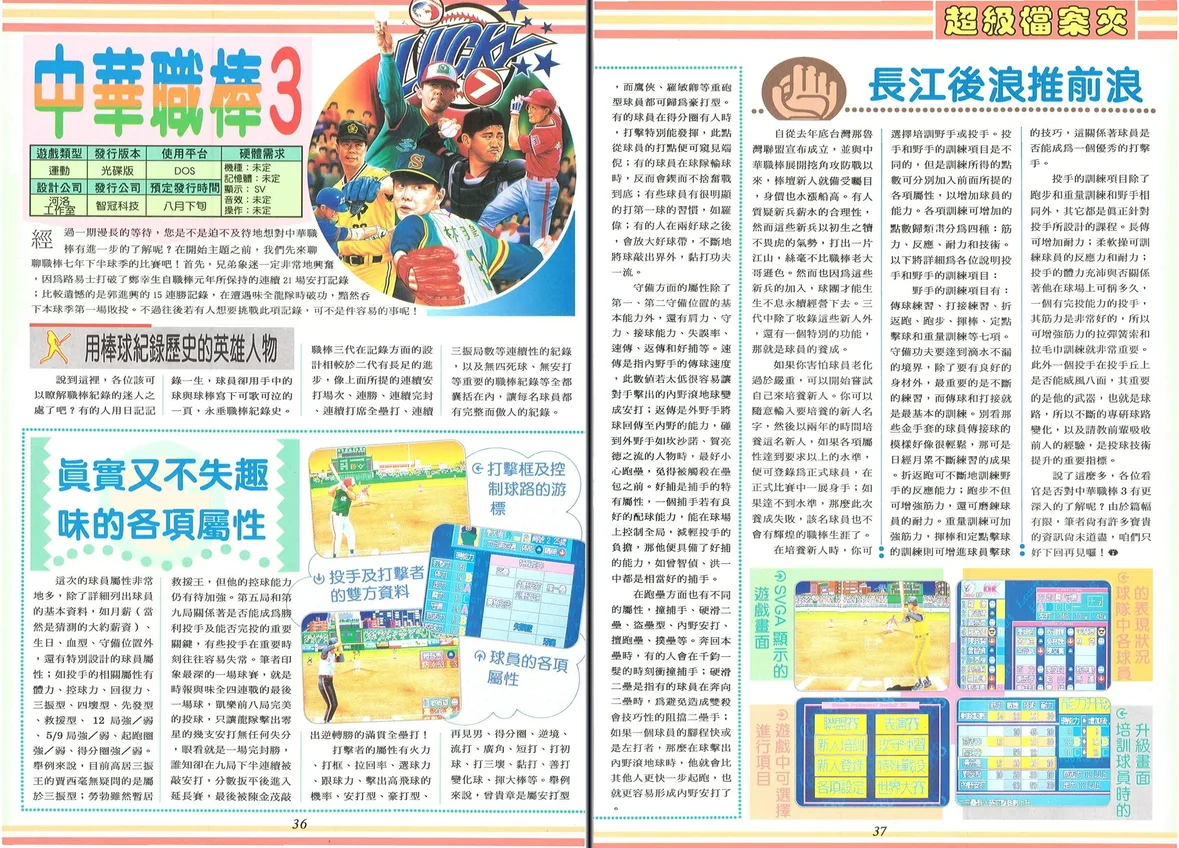 中華職棒3
LUCKY 7
遊戲類型 發行版本 使用平台 硬體需求
運動 光碟版 DOS
機種：未定
記憶體：未定
顯示：SV
音效：未定
操作：未定
設計公司 發行公司 預定發行時間
河洛工作室 智冠科技 八月下旬
經過一期漫長的等待，您是不是迫不及待地想對中華職
棒有進一步的了解呢？在開始主題之前，我們先來聊
聊職棒七年下半球季的比賽吧！首先，兄弟象迷一定非常地興奮
，因爲路易士打破了鄭幸生自職棒元年所保持的連續21場安打記錄
；比較遺憾的是郭進興的15連勝記錄，在遭遇味全龍隊時破功，黯然吞
下本球季第一場敗投。不過往後若有人想要挑戰此項記錄，可不是件容易的事呢！
用棒球紀錄歷史的英雄人物
說到這裡，各位該可
以瞭解職棒紀錄的迷人之
處了吧？有的人用日記記
錄一生，球員卻用手中的
球與球棒寫下可歌可泣的
一頁，永垂職棒紀錄史。
職棒三代在記錄方面的設
計相較於二代有長足的進
步，像上面所提的連續安
打場次、連勝、連續完封
、連續打席全壘打、連續
三振局數等連續性的紀錄
，以及無四死球、無安打
等重要的職棒紀錄等全都
囊括在內，讓每名球員都
有完整而傲人的紀錄。
眞實又不失趣
味的各項屬性
打擊框及控
制球路的游
標
投手及打擊者
的雙方資料
球員的各項
屬性
這次的球員屬性非常
地多，除了詳細列出球員
的基本資料，如月薪（當
然是猜測的大約薪資）、
生日、血型、守備位置外
，還有特別設計的球員屬
性；如投手的相關屬性有
體力、控球力、回復力、
三振型、四壞型、先發型
、救援型、12局強／弱
、5/9局強／弱、起跑圈
強／弱、得分圈強／弱。
舉例來說，目前高居三振
王的賈西毫無疑問的是屬
於三振型；勞勃雖然暫居
救援王，但他的控球能力
仍有待加強。第五局和第
九局關係著是否能成爲勝
利投手及能否完投的重要
關鍵，有些投手在重要時
刻往往容易失常。筆者印
象最深的一場球賽，就是
時報與味全四連戰的最後
一場球，凱樂前八局完美
的投球，只讓龍隊擊出零
星的幾支安打無任何失分
，眼看就是一場完封勝，
誰知卻在九局下半連續被
敲安打，分數扳平後進入
延長賽，最後被陳金茂敲
出逆轉勝的滿貫全壘打。
打擊者的屬性有火力
、打框、拉回率、選球力
、跟球力、擊出高飛球的
機率、安打型、豪打型、
再見男、得分圈、逆境、
流打、廣角、短打、打初
球、打三壞、黏打、善打
變化球、揮大棒等。舉例
來說，曾貴章是屬安打型
36
超級檔案夾
，而鷹俠、羅敏卿等重砲
型球員都可歸爲豪打型。
有的球員在得分圈有人時
，打擊特別能發揮，此點
從球員的打點便可窺見端
倪；有的球員在球隊輸球
時，反而會鍥而不捨奮戰
到底；有些球員有很明顯
的打第一球的習慣，如羅
偉；有的人在兩好球之後
，會放大好球帶，不斷地
將球敲出界外，黏打功夫
一流。
守備方面的屬性除了
第一、第二守備位置的基
本能力外，還有肩力、守
力、接球能力、失誤率、
速傳、返傳和好捕等。速
傳是指內野手的傳球速度
，此數值若太低很容易讓
對手擊出的內野滾地球變
成安打；返傳是外野手將
球回傳至內野的能力，碰
到外野手如坎沙諾、賀亮
德之流的人物時，最好小
心跑壘，免得被觸殺在壘
包之前。好捕是捕手的特
有屬性，一個捕手若有良
好的配球能力，能在球場
上控制全局，減輕投手的
負擔，那他便具備了好捕
的能力，如曾智偵、洪一
中都是相當好的捕手。
在跑壘方面也有不同
的屬性，撞捕手、硬滑二
壘、盜壘型、內野安打、
擅跑壘、撲壘等。奔回本
壘時，有的人會在千鈞一
髮的時刻衝撞捕手；硬滑
二壘是指有的球員在奔向
二壘時，爲避免造成雙殺
會技巧性的阻擋二壘手；
如果一個球員的腳程快或
是左打者，那麼在球擊出
內野滾地球時，他就會比
其他人更快一步起跑，也
就更容易形成內野安打了
。
長江後浪推前浪
自從去年底台灣那魯
灣聯盟宣布成立，並與中
華職棒展開捨角攻防戰以
來，棒壇新人就備受矚目
，身價也水漲船高。有人
質疑新兵薪水的合理性，
然而這些新兵以初生之犢
不畏虎的氣勢，打出一片
江山，絲毫不比職棒老大
哥遜色。然而也因爲這些
新兵的加入，球團才能生
生不息永續經營下去。三
代中除了收錄這些新人外
，還有一個特別的功能，
那就是球員的養成。
如果你害怕球員老化
過於嚴重，可以開始嘗試
自己來培養新人。你可以
隨意輸入要培養的新人名
字，然後以兩年的時間培
養這名新人，如果各項屬
性達到要求以上的水準，
便可登錄爲正式球員，在
正式比賽中一展身手；如
果達不到水準，那麼此次
養成失敗，該名球員也不
會有輝煌的職棒生涯了。
在培養新人時，你可
選擇培訓野手或投手。投
手和野手的訓練項目是不
同的，但是訓練所得的點
數可分別加入前面所提的
各項屬性，以增加球員的
能力。各項訓練可增加的
點數歸類計分爲四種：筋
力、反應、耐力和技術。
以下將詳細爲各位說明投
手和野手的訓練項目：
野手的訓練項目有：
傳球練習、打接練習、折
返跑、跑步、揮棒、定點
擊球和重量訓練等七項。
守備功夫要達到滴水不漏
的境界，除了要有良好的
身材外，最重要的是不斷
的練習，而傳球和打接就
是最基本的訓練。別看那
些金手套的球員傳接球的
模樣好像很輕鬆，那可是
日經月累不斷練習的成果
。折返跑可不斷地訓練野
手的反應能力；跑步不但
可增強筋力，還可磨鍊球
員的耐力。重量訓練可加
強筋力，揮棒和定點擊球
的訓練則可增進球員擊球
的技巧，這關係著球員是
否能成爲一個優秀的打擊
手。
投手的訓練項目除了
跑步和重量訓練和野手相
同外，其它都是眞正針對
投手所設計的課程。長傳
可增加耐力；柔軟操可訓
練球員的反應和耐力；
投手的體力充沛與否關係
著他在球場上可稱多久，
一個有完投能力的投手，
其筋力是非常好的，所以
可增強筋力的拉彈簧索和
拉毛巾訓練就非常重要。
此外一個投手在投手丘上
是否能威風八面，其重要
的是他的武器，也就是球
路，所以不斷的專研球路
變化，以及請教前輩吸收
前人的經驗，是投球技術
提升的重要指標。
說了這麼多，各位看
官是否對中華職棒3有更
深入的了解呢？由於篇幅
有限，筆者尙有許多寶貴
的資訊尙未道盡，咱們只
好下回再見囉！
SVGA顯示的
遊戲畫面
球隊中各球員
的表現狀況
遊戲中可選擇
進行項目
聯盟賽 表演賽
新人培訓 攻守練習
新人登錄 特殊戰役
各項設定 世界大賽
培訓球員時的
升級畫面
37